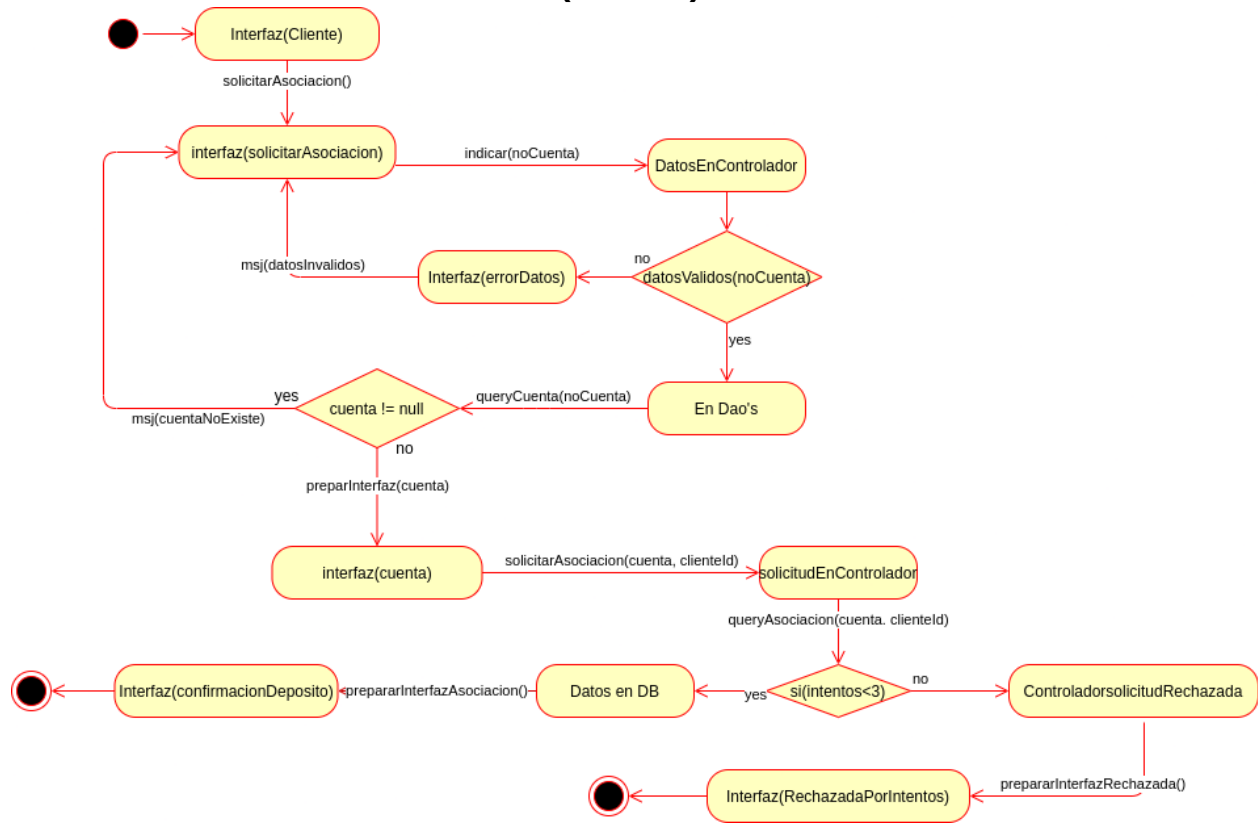 Interfaz(Cliente)
solicitarAsociacion()
interfaz(solicitarAsociacion)
indicar(noCuenta)
DatosEnControlador
msj(datosInvalidos)
Interfaz(errorDatos)
no
datosValidos(noCuenta)
yes
yes
cuenta != null
queryCuenta(noCuenta)
En Dao's
msj(cuentaNoExiste)
no
preparInterfaz(cuenta)
interfaz(cuenta)
solicitarAsociacion(cuenta, clienteId)
solicitudEnControlador
queryAsociacion(cuenta. clienteId)
Interfaz(confirmacionDeposito)
prepararInterfazAsociacion()
Datos en DB
yes
si(intentos<3)
no
ControladorsolicitudRechazada
prepararInterfazRechazada()
Interfaz(RechazadaPorIntentos)